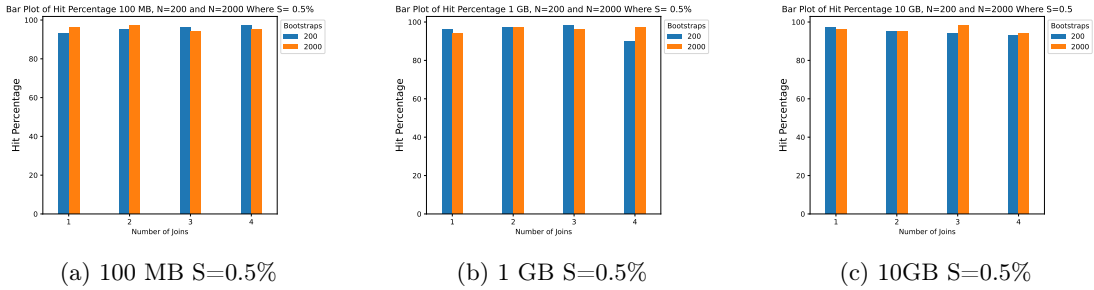 Bar Plot of Hit Percentage 100 MB, N=200 and N=2000 Where S= 0.5%
Bootstraps
200
2000
100
80
60
40
20
0
Hit Percentage
1 2 3 4
Number of Joins
(a) 100 MB S=0.5%
Bar Plot of Hit Percentage 1 GB, N=200 and N=2000 Where S= 0.5%
Bootstraps
200
2000
100
80
60
40
20
0
Hit Percentage
1 2 3 4
Number of Joins
(b) 1 GB S=0.5%
Bar Plot of Hit Percentage 10 GB, N=200 and N=2000 Where S=0.5
Bootstraps
200
2000
100
80
60
40
20
0
Hit Percentage
1 2 3 4
Number of Joins
(c) 10GB S=0.5%